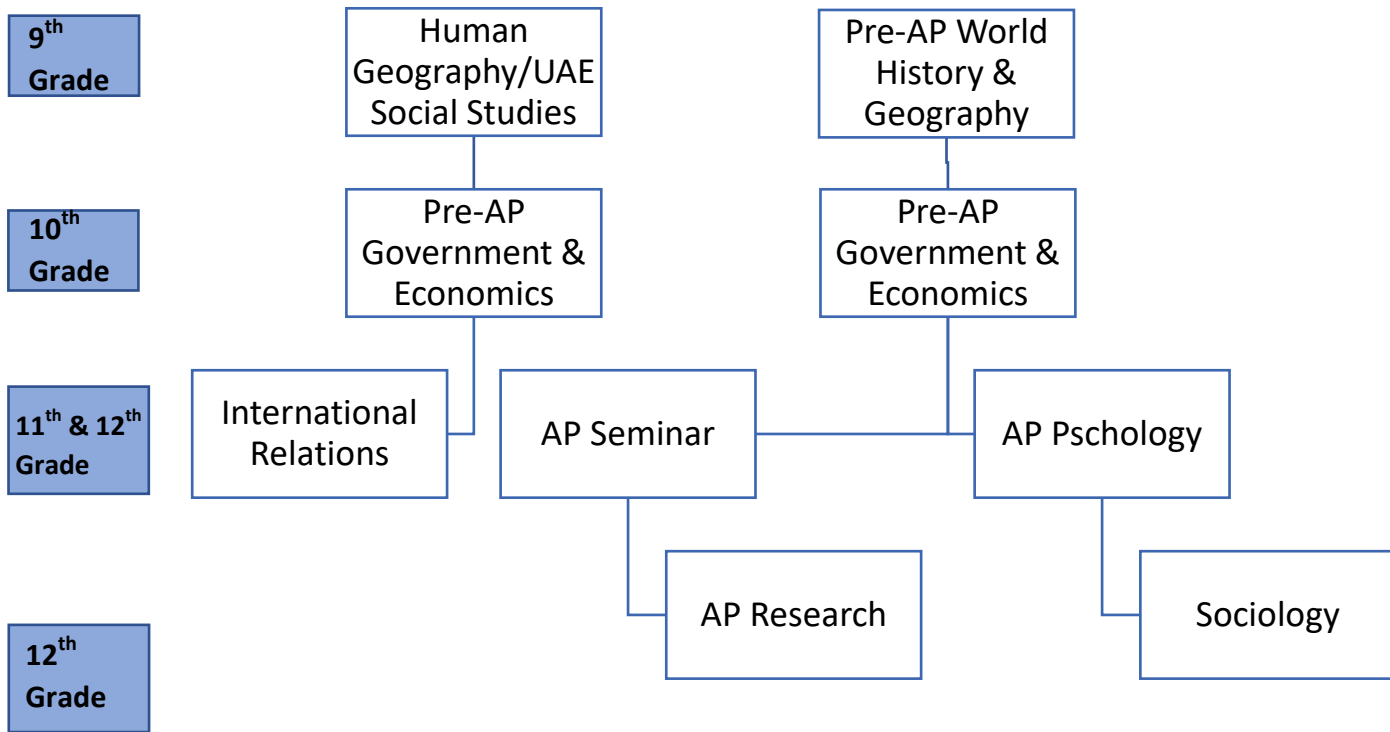 9th
Grade
Human
Geography/UAE
Social Studies
Pre-AP World
History &
Geography
10th
Grade
Pre-AP
Government &
Economics
Pre-AP
Government &
Economics
11th & 12th
Grade
International
Relations
AP Seminar
AP Pschology
AP Research
Sociology
12th
Grade